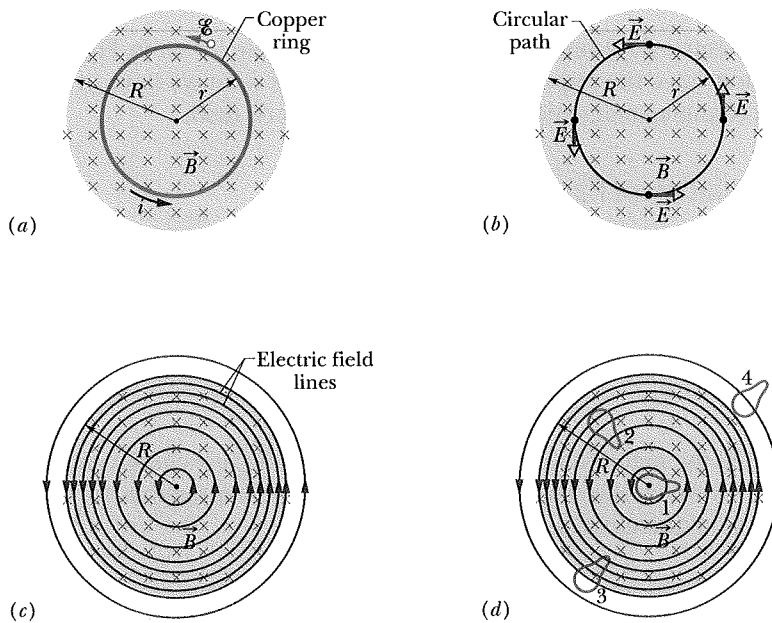 Copper
ring
ℰ
R
r
B
i
(a)
Circular
path
E
R
r
E
E
B
E
(b)
Electric field
lines
R
B
(c)
4
2
R
1
B
3
(d)